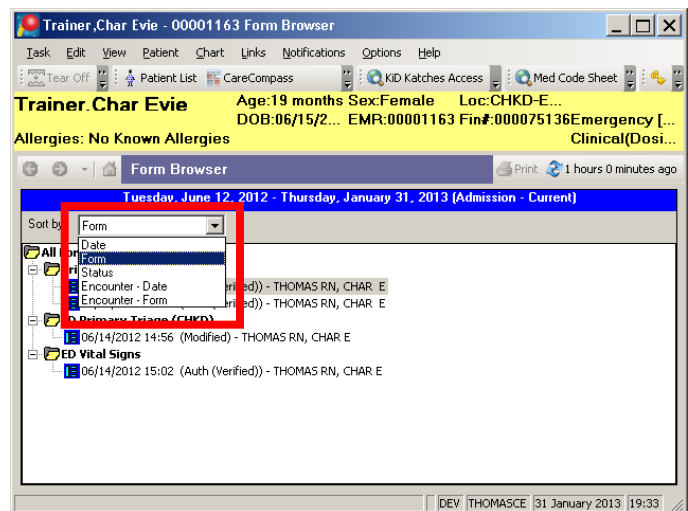 Trainer ,Char Evie - 00001163 Form Browser
Task Edit View Patient Chart Links Notifications Options Help
Tear Off Patient List CareCompass KiD Katches Access Med Code Sheet
Trainer.Char Evie Age:19 months Sex:Female Loc:CHKD-E...
DOB:06/15/2... EMR:00001163 Fin#:000075136Emergency [...
Allergies: No Known Allergies Clinical(Dosi...
Form Browser Print 1 hours 0 minutes ago
Tuesday, June 12, 2012 - Thursday, January 31, 2013 (Admission - Current)
Sort by Form
Date
All Form
Status
Encounter - Date - THOMAS RN, CHAR E
Encounter - Form - THOMAS RN, CHAR E
ED Primary Triage (CHKD)
06/14/2012 14:56 (Modified) - THOMAS RN, CHAR E
ED Vital Signs
06/14/2012 15:02 (Auth (Verified)) - THOMAS RN, CHAR E
DEV THOMASCE 31 January 2013 19:33